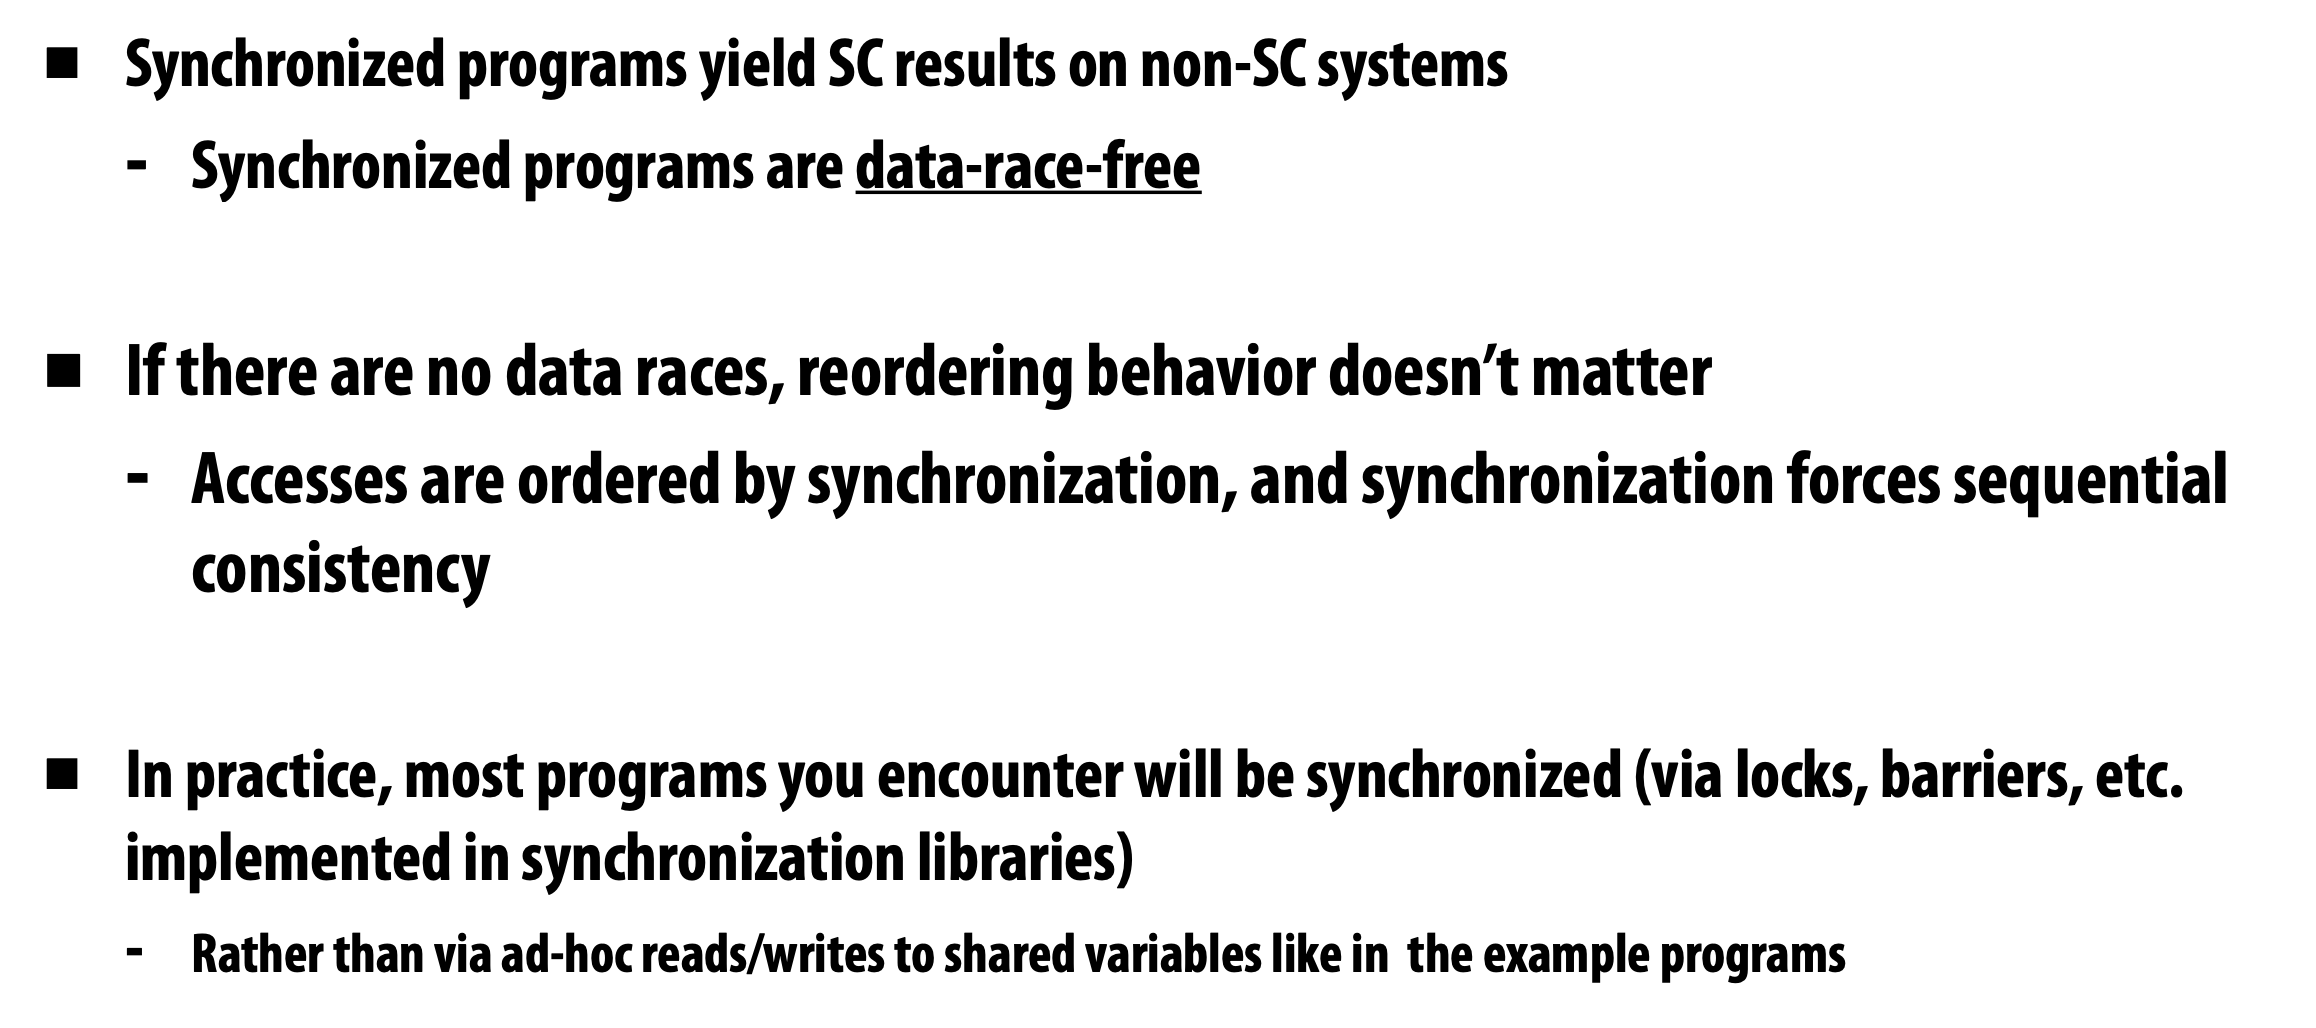 ■ Synchronized programs yield SC results on non-SC systems
- Synchronized programs are data-race-free
■ If there are no data races, reordering behavior doesn’t matter
- Accesses are ordered by synchronization, and synchronization forces sequential
consistency
■ In practice, most programs you encounter will be synchronized (via locks, barriers, etc.
implemented in synchronization libraries)
- Rather than via ad-hoc reads/writes to shared variables like in the example programs